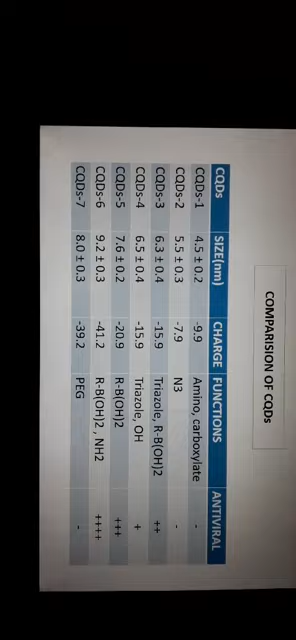 COMPARISION OF CQDs
CQDs SIZE(nm) CHARGE FUNCTIONS ANTIVIRAL
CQDs-1 4.5 ± 0.2 -9.9 Amino, carboxylate -
CQDs-2 5.5 ± 0.3 -7.9 N3 -
CQDs-3 6.3 ± 0.4 -15.9 Triazole, R-B(OH)2 ++
CQDs-4 6.5 ± 0.4 -15.9 Triazole, OH +
CQDs-5 7.6 ± 0.2 -20.9 R-B(OH)2 +++
CQDs-6 9.2 ± 0.3 -41.2 R-B(OH)2 , NH2 ++++
CQDs-7 8.0 ± 0.3 -39.2 PEG -